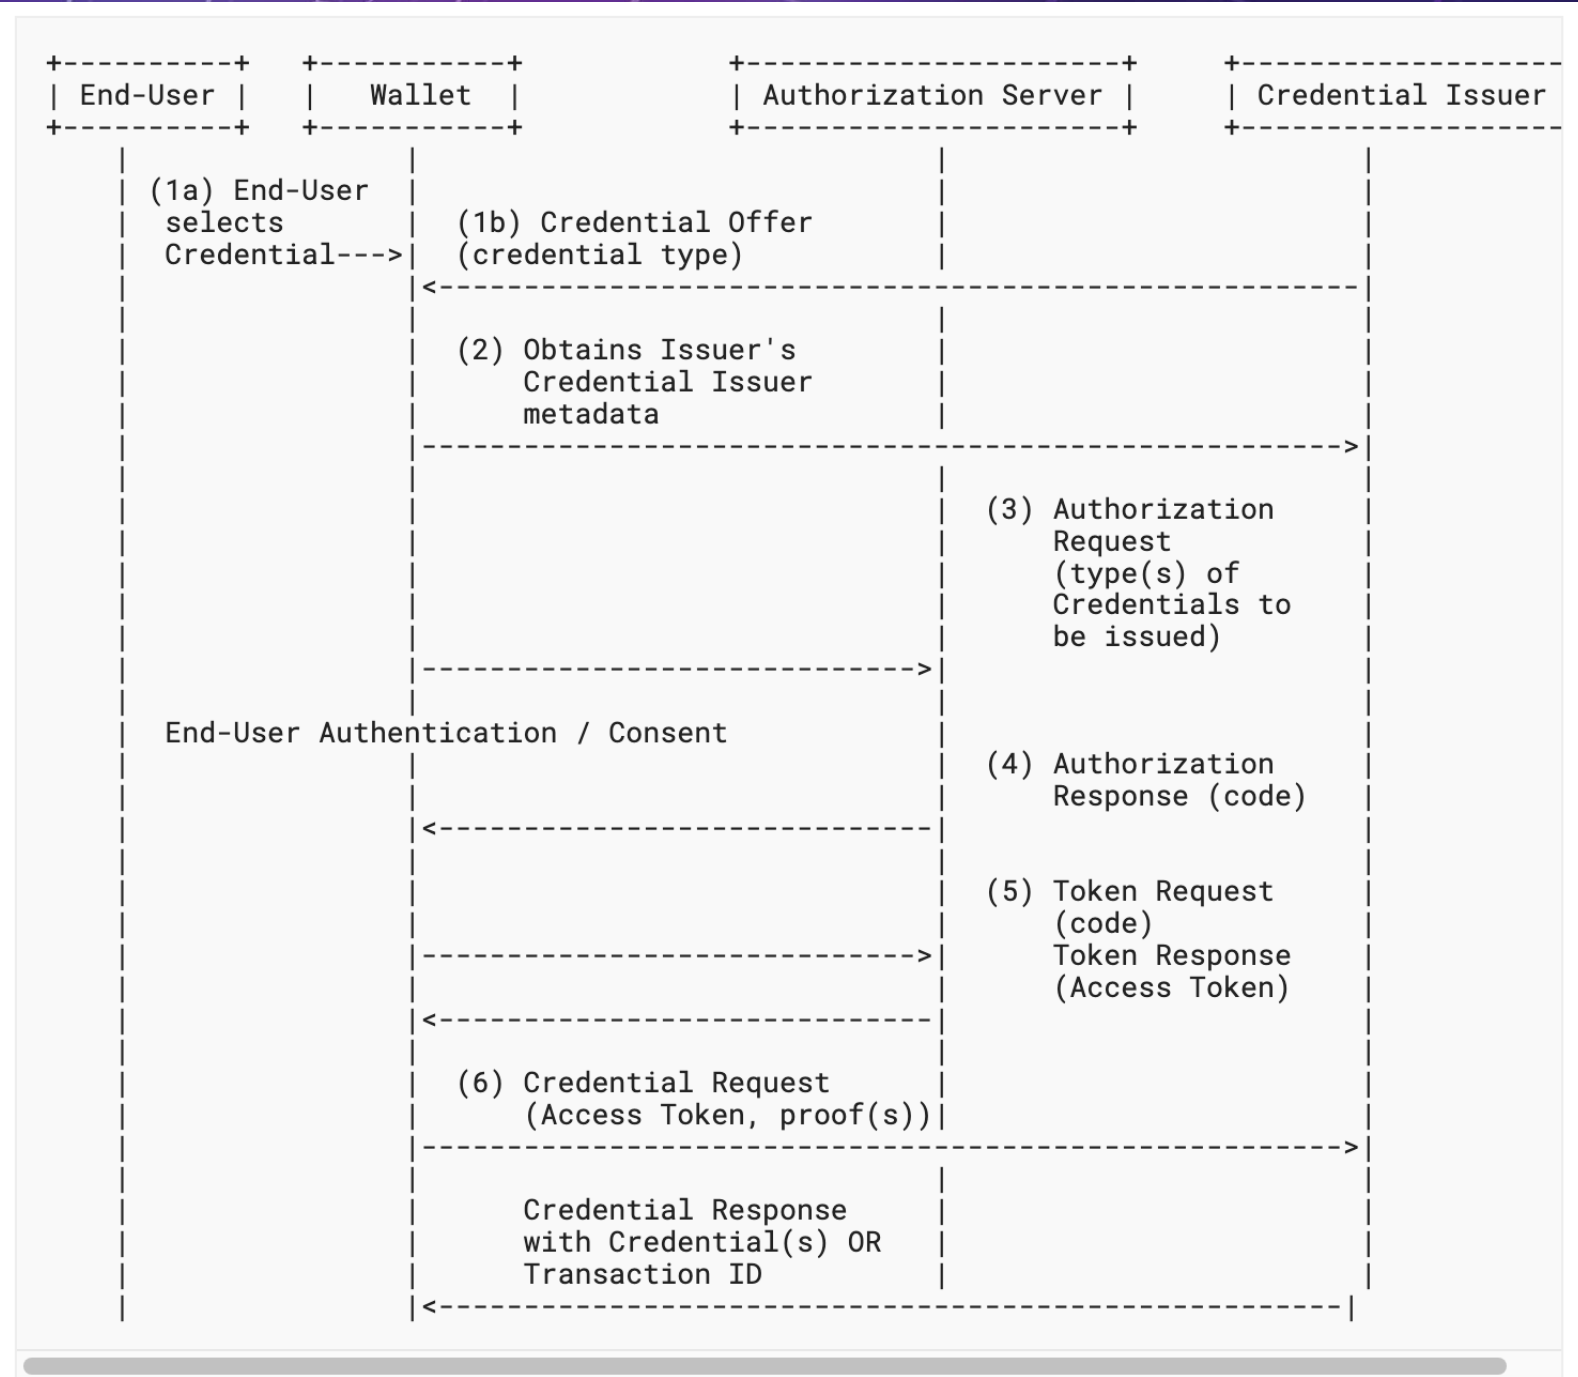 End-User Wallet Authorization Server Credential Issuer
(1a) End-User
selects
Credential--->
(1b) Credential Offer
(credential type)
(2) Obtains Issuer's
Credential Issuer
metadata
(3) Authorization
Request
(type(s) of
Credentials to
be issued)
End-User Authentication / Consent
(4) Authorization
Response (code)
(5) Token Request
(code)
Token Response
(Access Token)
(6) Credential Request
(Access Token, proof(s))
Credential Response
with Credential(s) OR
Transaction ID